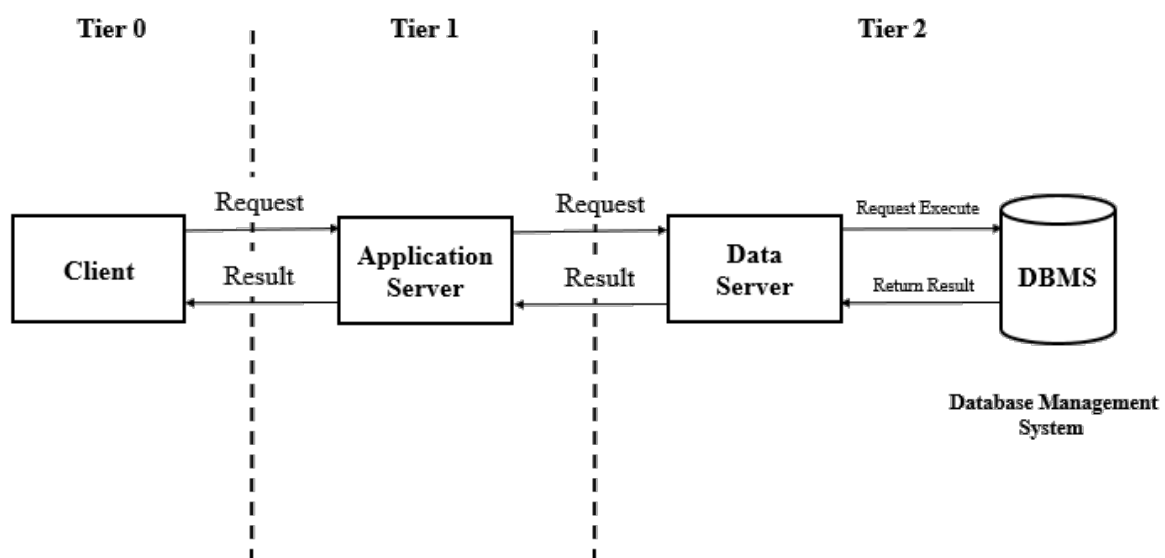 Tier 0
Tier 1
Tier 2
Request
Request
Request Execute
Client
Application
Server
Data
Server
DBMS
Result
Result
Return Result
Database Management
System